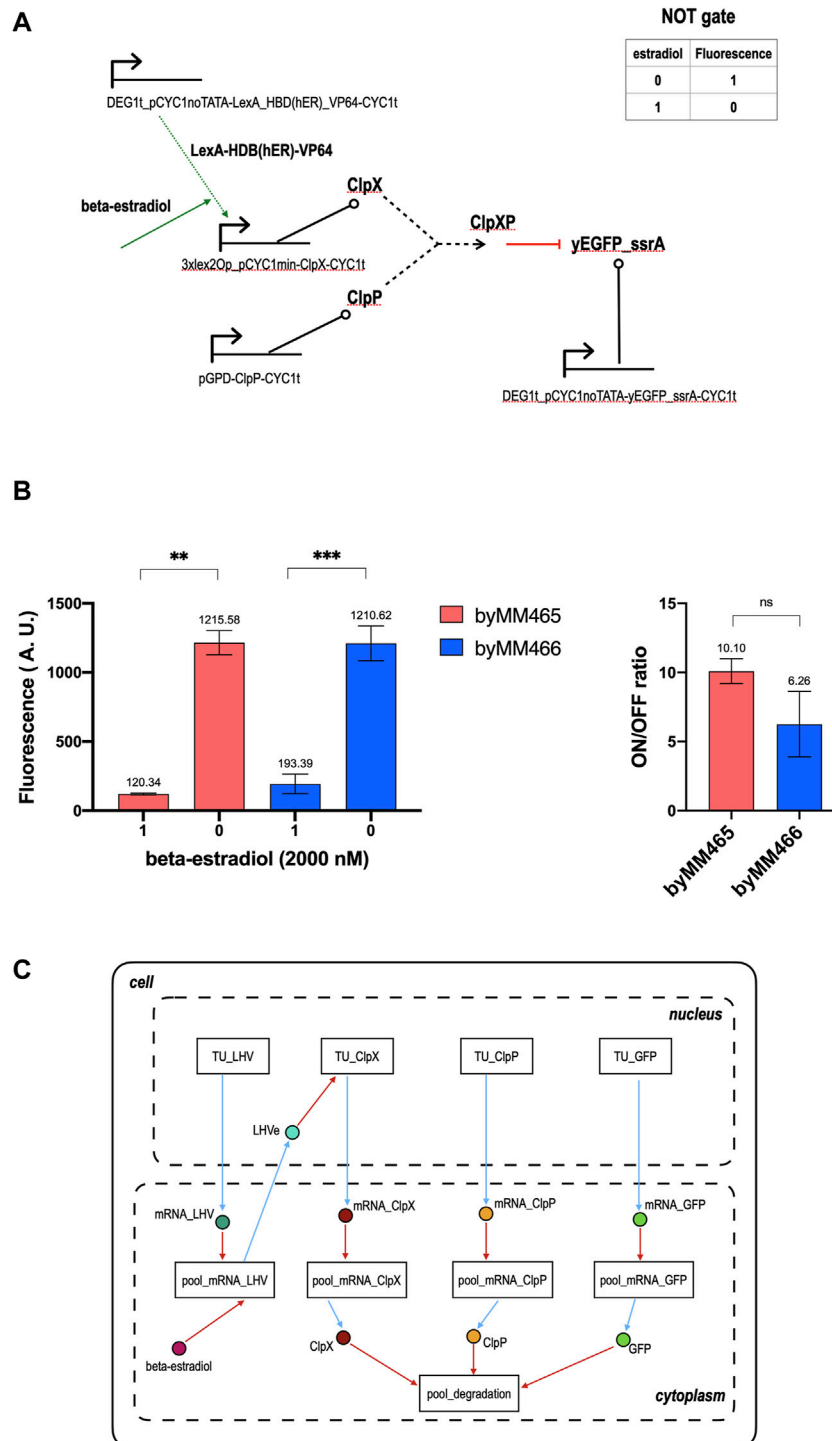 A
NOT gate
estradiol Fluorescence
0 1
1 0
DEG1t_pCYC1noTATA-LexA_HBD(hER)_VP64-CYC1t
LexA-HDB(hER)-VP64
beta-estradiol
ClpX
3xlex2Op_pCYC1min-ClpX-CYC1t
ClpXP
yEGFP_ssrA
ClpP
pGPD-ClpP-CYC1t
DEG1t_pCYC1noTATA-yEGFP_ssrA-CYC1t
B
** ***
Fluorescence ( A. U.)
1500
1000
500
0
120.34
1215.58
193.39
1210.62
1 0 1 0
beta-estradiol (2000 nM)
byMM465
byMM466
ON/OFF ratio
15
10
5
0
ns
10.10
6.26
byMM465
byMM466
C
cell
nucleus
TU_LHV TU_ClpX TU_ClpP TU_GFP
LHVe
mRNA_LHV mRNA_ClpX mRNA_ClpP mRNA_GFP
pool_mRNA_LHV pool_mRNA_ClpX pool_mRNA_ClpP pool_mRNA_GFP
beta-estradiol
ClpX
ClpP
GFP
pool_degradation
cytoplasm